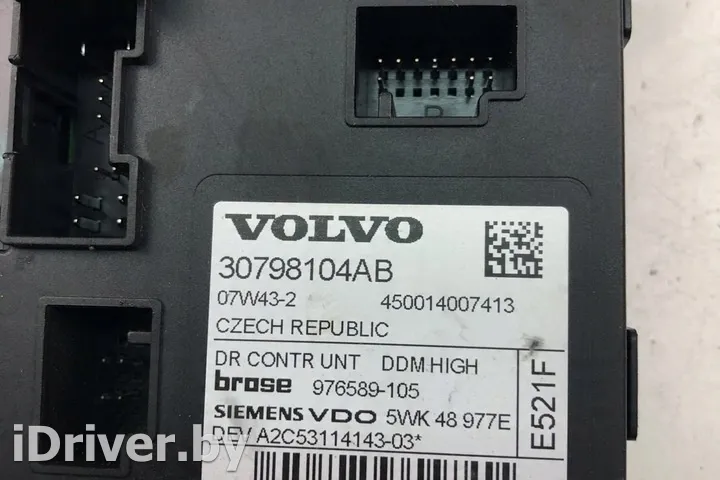 VOLVO
30798104AB
07W43-2 450014007413
CZECH REPUBLIC
DR CONTR UNT DDM HIGH
brose 976589-105
SIEMENS VDO 5WK 48 977E
DEV A2C53114143-03*
E521F
iDriver.by